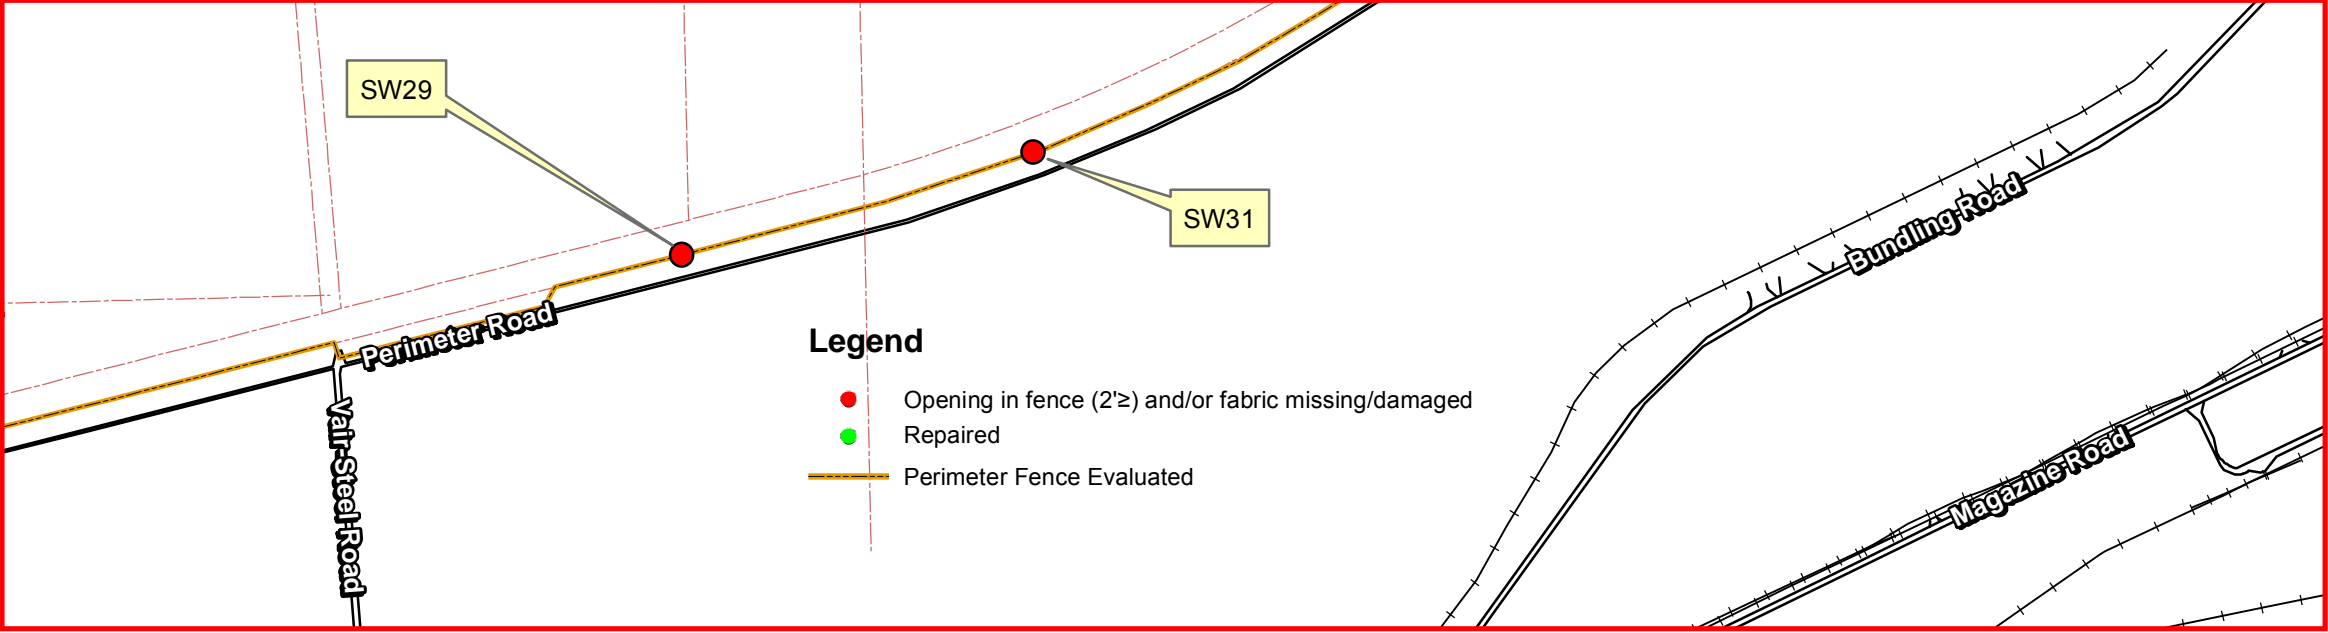 SW29
SW31
Bundling Road
Perimeter Road
Legend
Opening in fence (2'≥) and/or fabric missing/damaged
Repaired
Perimeter Fence Evaluated
Yair Steel Road
Magazine Road